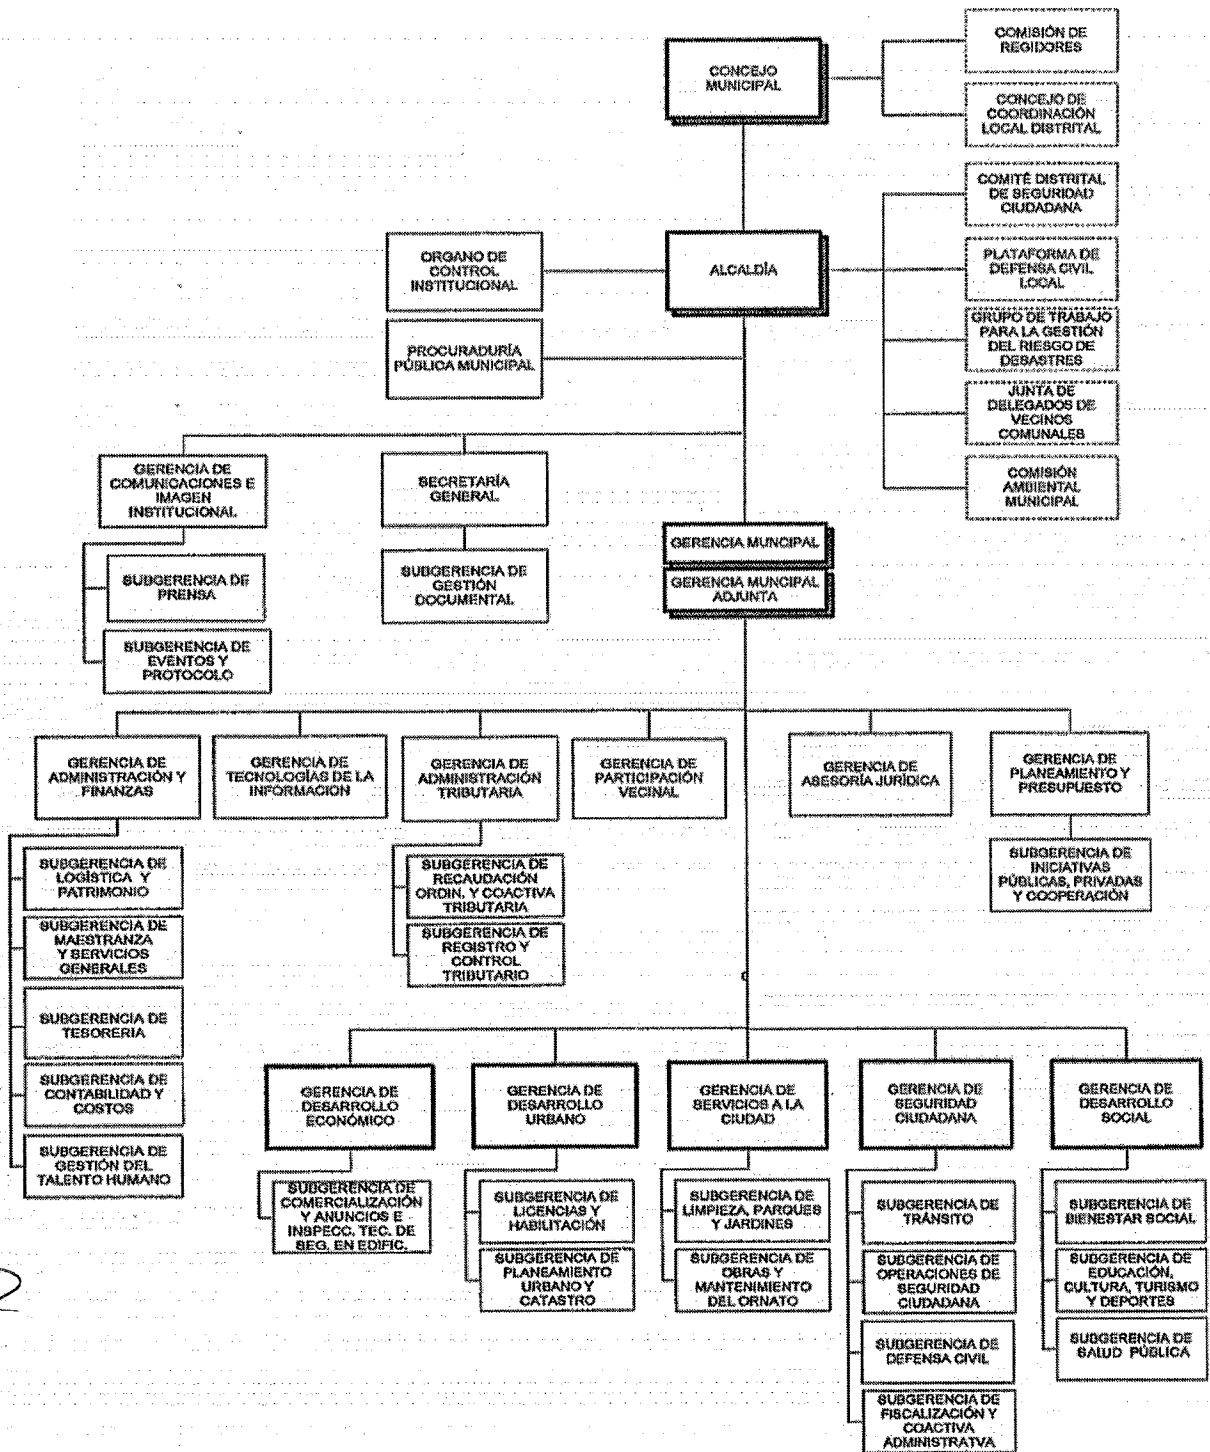 CONCEJO
MUNICIPAL
COMISIÓN DE
REGIDORES
CONCEJO DE
COORDINACIÓN
LOCAL DISTRITAL
COMITÉ DISTRITAL
DE SEGURIDAD
CIUDADANA
PLATAFORMA DE
DEFENSA CIVIL
LOCAL
GRUPO DE TRABAJO
PARA LA GESTIÓN
DEL RIESGO DE
DESASTRES
JUNTA DE
DELEGADOS DE
VECINOS
COMUNALES
COMISIÓN
AMBIENTAL
MUNICIPAL
ALCALDÍA
ORGANO DE
CONTROL
INSTITUCIONAL
PROCURADURÍA
PÚBLICA MUNICIPAL
GERENCIA DE
COMUNICACIONES E
IMAGEN
INSTITUCIONAL
SUBGERENCIA DE
PRENSA
SUBGERENCIA DE
EVENTOS Y
PROTOCOLO
SECRETARÍA
GENERAL
SUBGERENCIA DE
GESTIÓN
DOCUMENTAL
GERENCIA MUNCIPAL
GERENCIA MUNCIPAL
ADJUNTA
GERENCIA DE
ADMINISTRACIÓN Y
FINANZAS
GERENCIA DE
TECNOLOGÍAS DE LA
INFORMACION
GERENCIA DE
ADMINISTRACIÓN
TRIBUTARIA
GERENCIA DE
PARTICIPACIÓN
VECINAL
GERENCIA DE
ASESORÍA JURÍDICA
GERENCIA DE
PLANEAMIENTO Y
PRESUPUESTO
SUBGERENCIA DE
LOGÍSTICA Y
PATRIMONIO
SUBGERENCIA DE
MAESTRANZA
Y SERVICIOS
GENERALES
SUBGERENCIA DE
TESORERIA
SUBGERENCIA DE
CONTABILIDAD Y
COSTOS
SUBGERENCIA DE
GESTIÓN DEL
TALENTO HUMANO
SUBGERENCIA DE
RECAUDACIÓN
ORDIN. Y COACTIVA
TRIBUTARIA
SUBGERENCIA DE
REGISTRO Y
CONTROL
TRIBUTARIO
SUBGERENCIA DE
INICIATIVAS
PÚBLICAS, PRIVADAS
Y COOPERACIÓN
GERENCIA DE
DESARROLLO
ECONÓMICO
GERENCIA DE
DESARROLLO
URBANO
GERENCIA DE
SERVICIOS A LA
CIUDAD
GERENCIA DE
SEGURIDAD
CIUDADANA
GERENCIA DE
DESARROLLO
SOCIAL
SUBGERENCIA DE
COMERCIALIZACIÓN
Y ANUNCIOS E
INSPECC. TEC. DE
SEG. EN EDIFIC.
SUBGERENCIA DE
LICENCIAS Y
HABILITACIÓN
SUBGERENCIA DE
PLANEAMIENTO
URBANO Y
CATASTRO
SUBGERENCIA DE
LIMPIEZA, PARQUES
Y JARDINES
SUBGERENCIA DE
OBRAS Y
MANTENIMIENTO
DEL ORNATO
SUBGERENCIA DE
TRÁNSITO
SUBGERENCIA DE
OPERACIONES DE
SEGURIDAD
CIUDADANA
SUBGERENCIA DE
DEFENSA CIVIL
SUBGERENCIA DE
FISCALIZACIÓN Y
COACTIVA
ADMINISTRATVA
SUBGERENCIA DE
BIENESTAR SOCIAL
SUBGERENCIA DE
EDUCACIÓN,
CULTURA, TURISMO
Y DEPORTES
SUBGERENCIA DE
SALUD PÚBLICA